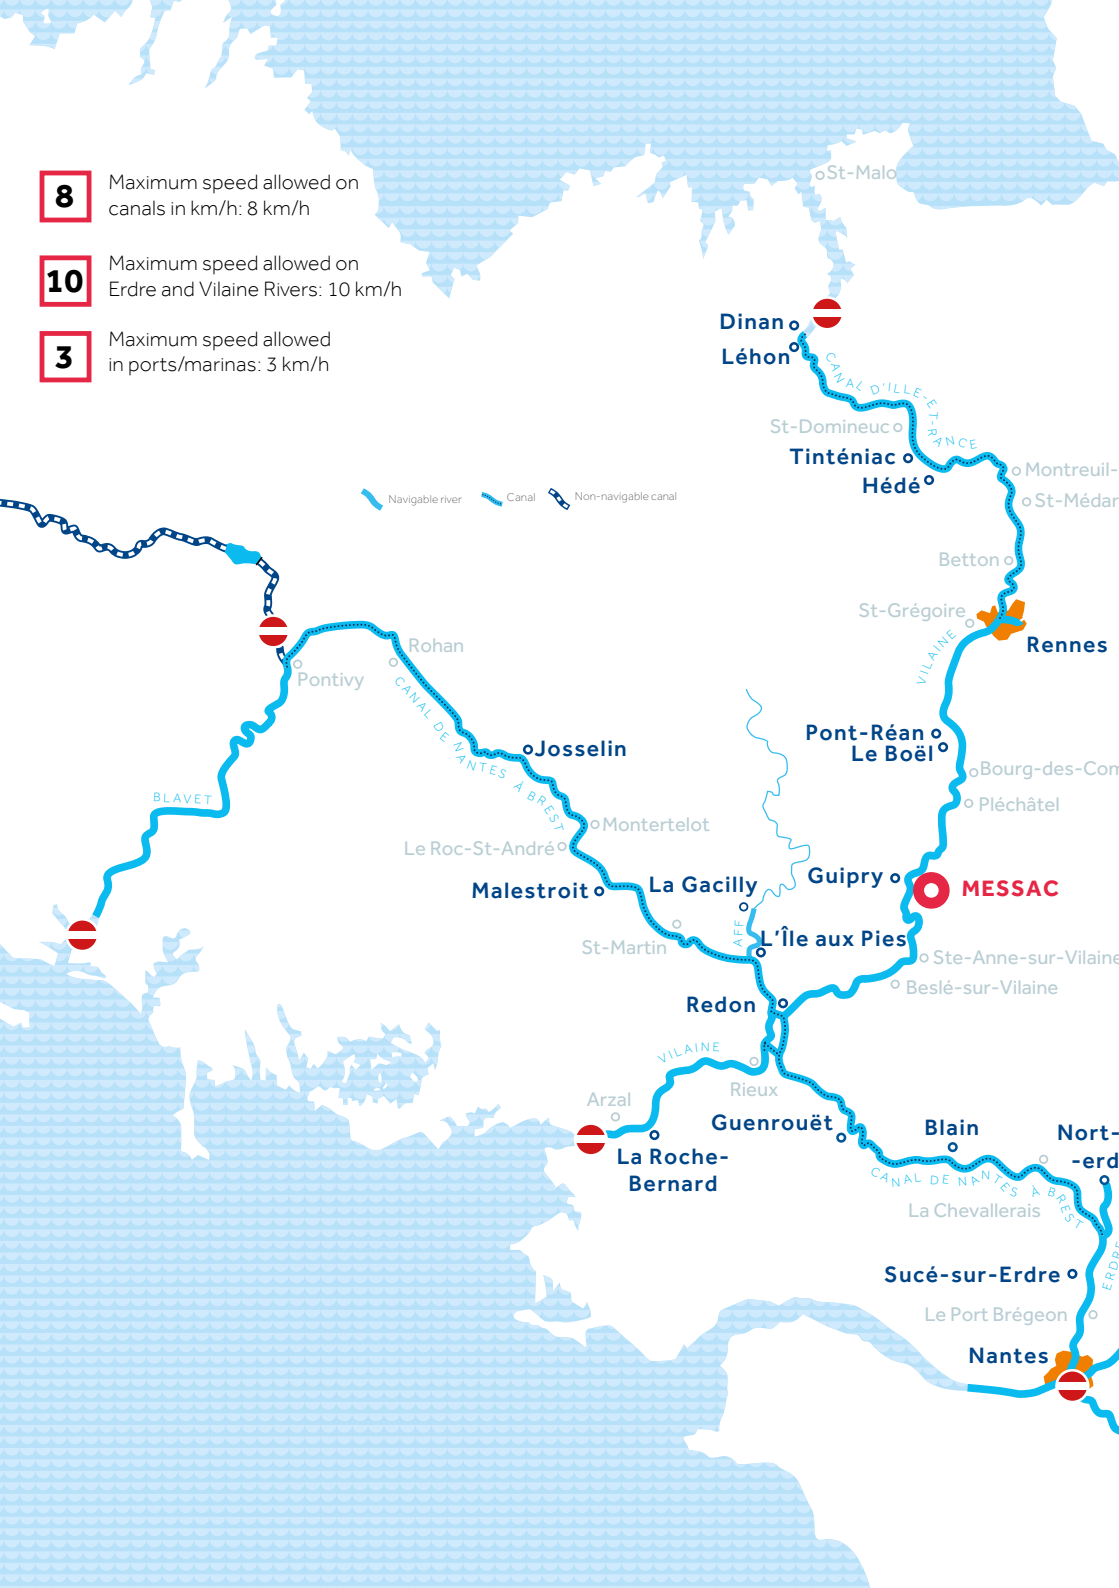 St-Malo
8
Maximum speed allowed on
canals in km/h: 8 km/h
10
Maximum speed allowed on
Erdre and Vilaine Rivers: 10 km/h
3
Maximum speed allowed
in ports/marinas: 3 km/h
Dinan
Léhon
CANAL D'ILLE-ET-RANCE
St-Domineuc
Tinténiac
Hédé
Montreuil-
St-Médar
Navigable river
Canal
Non-navigable canal
Betton
St-Grégoire
Rennes
VILAINE
Rohan
Pontivy
CANAL DE NANTES À BREST
Josselin
Pont-Réan
Le Boël
Bourg-des-Com
Pléchâtel
BLAVET
Montertelot
Le Roc-St-André
Malestroit
La Gacilly
Guipry
MESSAC
AFF
L'Île aux Pies
St-Martin
Ste-Anne-sur-Vilaine
Beslé-sur-Vilaine
Redon
VILAINE
Rieux
Arzal
Guenrouët
La Roche-
Bernard
Blain
Nort-
-erd
CANAL DE NANTES À BREST
La Chevallerais
ERDRE
Sucé-sur-Erdre
Le Port Brégeon
Nantes